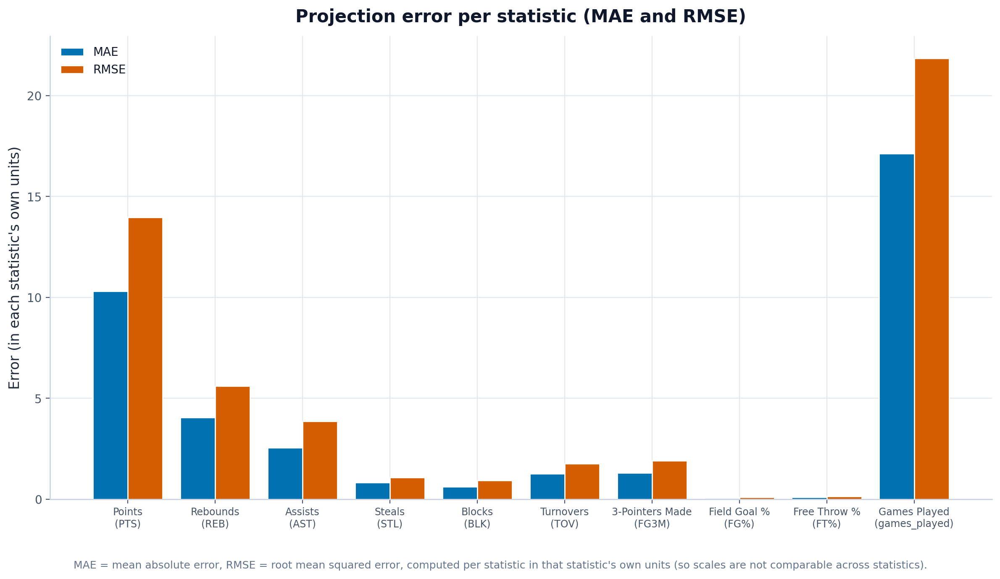 Projection error per statistic (MAE and RMSE)
MAE
RMSE
Error (in each statistic's own units)
20
15
10
5
0
Points
(PTS)
Rebounds
(REB)
Assists
(AST)
Steals
(STL)
Blocks
(BLK)
Turnovers
(TOV)
3-Pointers Made
(FG3M)
Field Goal %
(FG%)
Free Throw %
(FT%)
Games Played
(games_played)
MAE = mean absolute error, RMSE = root mean squared error, computed per statistic in that statistic's own units (so scales are not comparable across statistics).